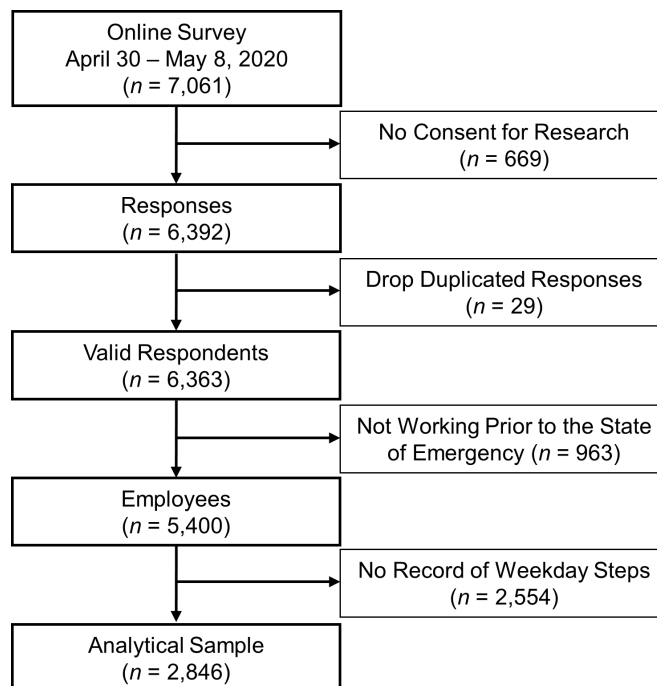 Online Survey
April 30 – May 8, 2020
(n = 7,061)
No Consent for Research
(n = 669)
Responses
(n = 6,392)
Drop Duplicated Responses
(n = 29)
Valid Respondents
(n = 6,363)
Not Working Prior to the State
of Emergency (n = 963)
Employees
(n = 5,400)
No Record of Weekday Steps
(n = 2,554)
Analytical Sample
(n = 2,846)